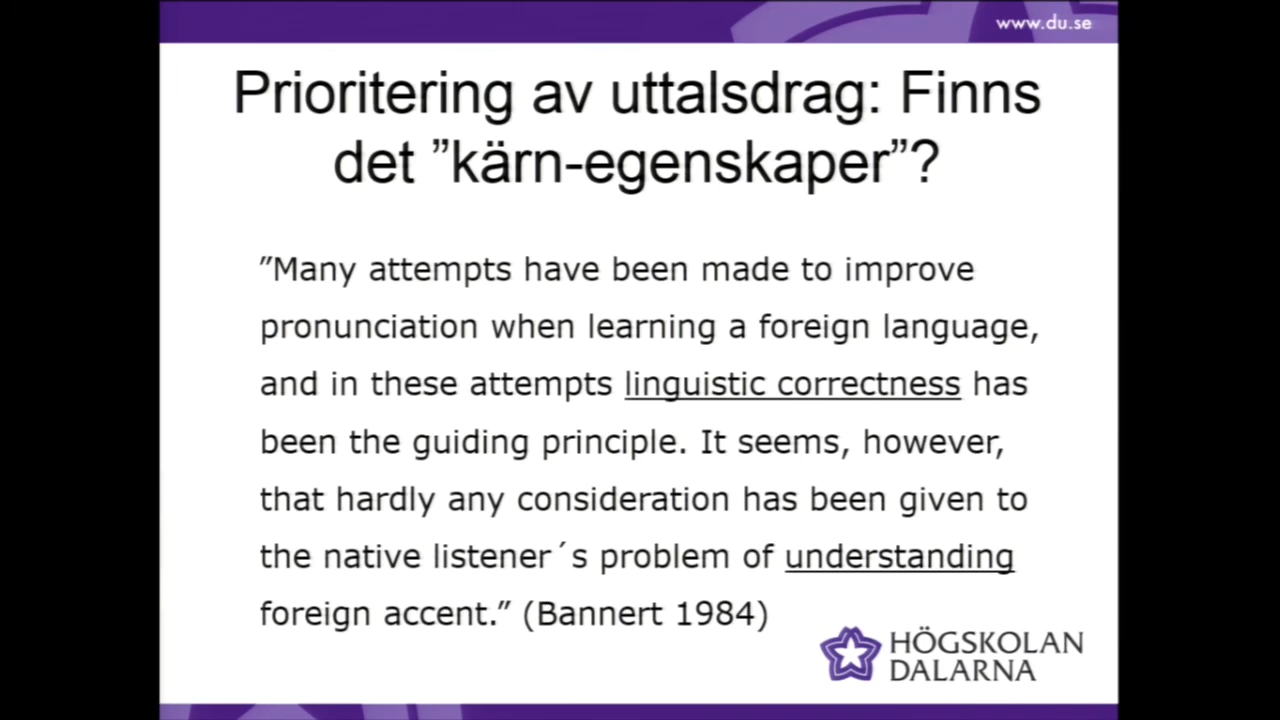 www.du.se
Prioritering av uttalsdrag: Finns
det ”kärn-egenskaper”?
”Many attempts have been made to improve
pronunciation when learning a foreign language,
and in these attempts linguistic correctness has
been the guiding principle. It seems, however,
that hardly any consideration has been given to
the native listener´s problem of understanding
foreign accent.” (Bannert 1984)
HÖGSKOLAN
DALARNA